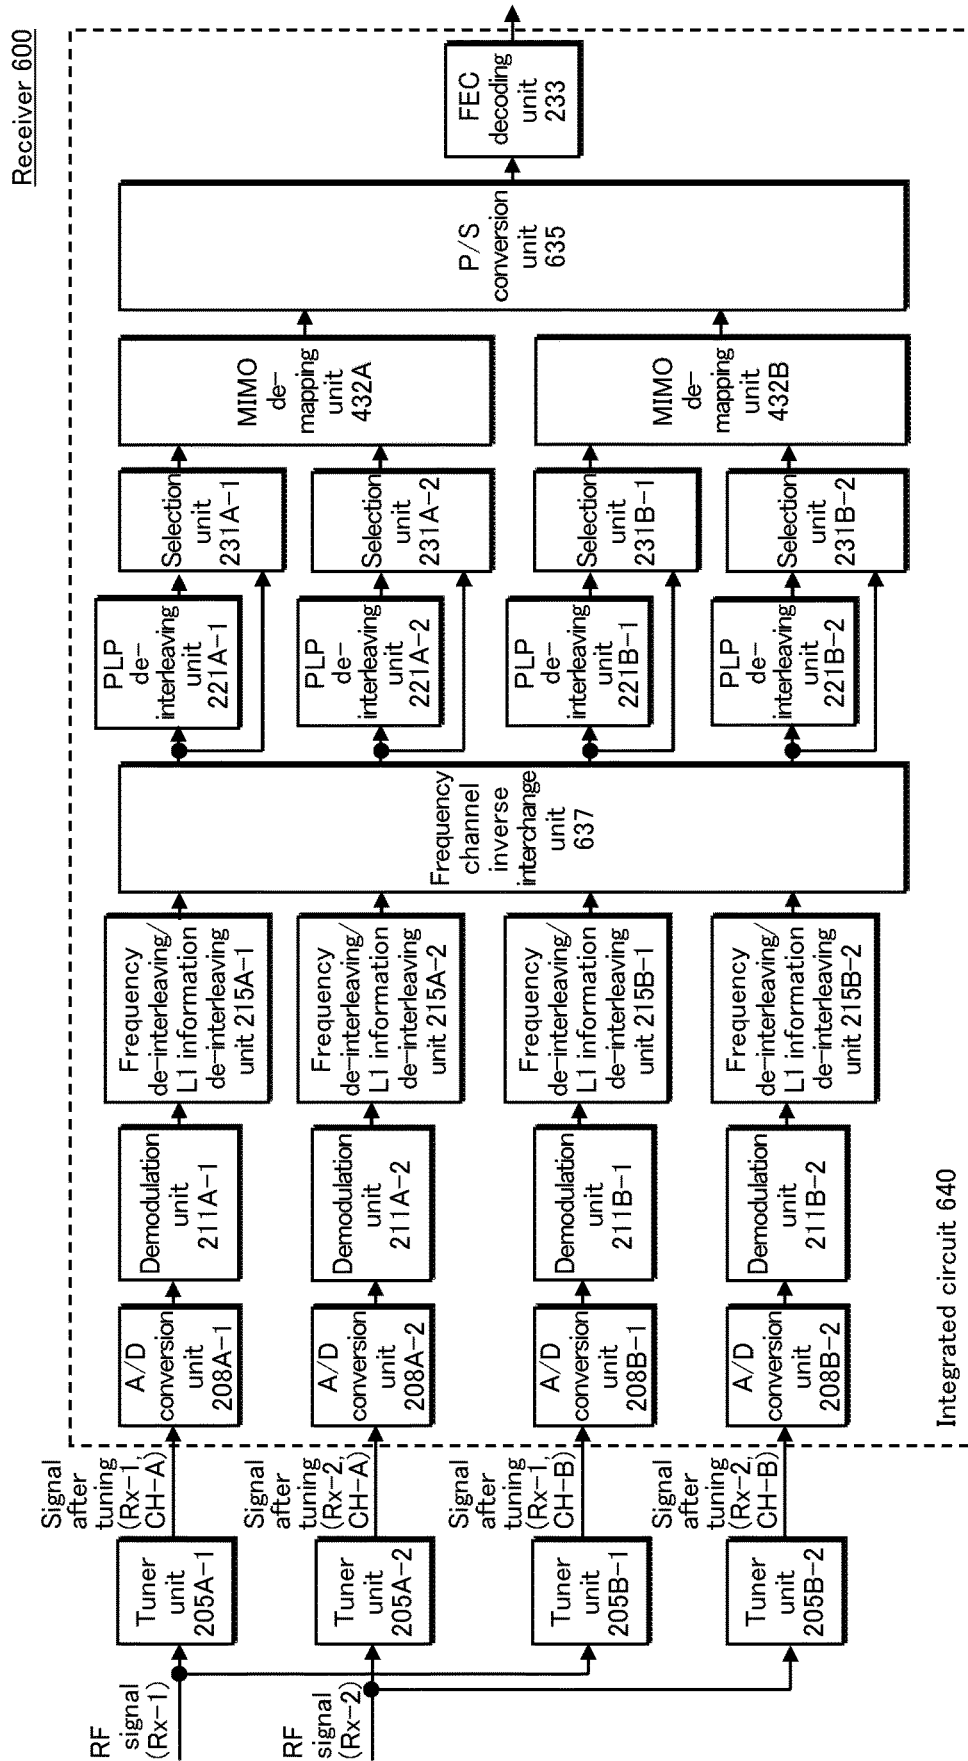 Receiver 600
RF
signal
(Rx-1)
RF
signal
(Rx-2)
Tuner
unit
205A-1
Tuner
unit
205A-2
Tuner
unit
205B-1
Tuner
unit
205B-2
Signal
after
tuning
(Rx-1,
CH-A)
Signal
after
tuning
(Rx-2,
CH-A)
Signal
after
tuning
(Rx-1,
CH-B)
Signal
after
tuning
(Rx-2,
CH-B)
A/D
conversion
unit
208A-1
A/D
conversion
unit
208A-2
A/D
conversion
unit
208B-1
A/D
conversion
unit
208B-2
Demodulation
unit
211A-1
Demodulation
unit
211A-2
Demodulation
unit
211B-1
Demodulation
unit
211B-2
Frequency
de-interleaving/
L1 information
de-interleaving
unit 215A-1
Frequency
de-interleaving/
L1 information
de-interleaving
unit 215A-2
Frequency
de-interleaving/
L1 information
de-interleaving
unit 215B-1
Frequency
de-interleaving/
L1 information
de-interleaving
unit 215B-2
Frequency
channel
inverse
interchange
unit
637
PLP
de-
interleaving
unit
221A-1
PLP
de-
interleaving
unit
221A-2
PLP
de-
interleaving
unit
221B-1
PLP
de-
interleaving
unit
221B-2
Selection
unit
231A-1
Selection
unit
231A-2
Selection
unit
231B-1
Selection
unit
231B-2
MIMO
de-
mapping
unit
432A
MIMO
de-
mapping
unit
432B
P/S
conversion
unit
635
FEC
decoding
unit
233
Integrated circuit 640